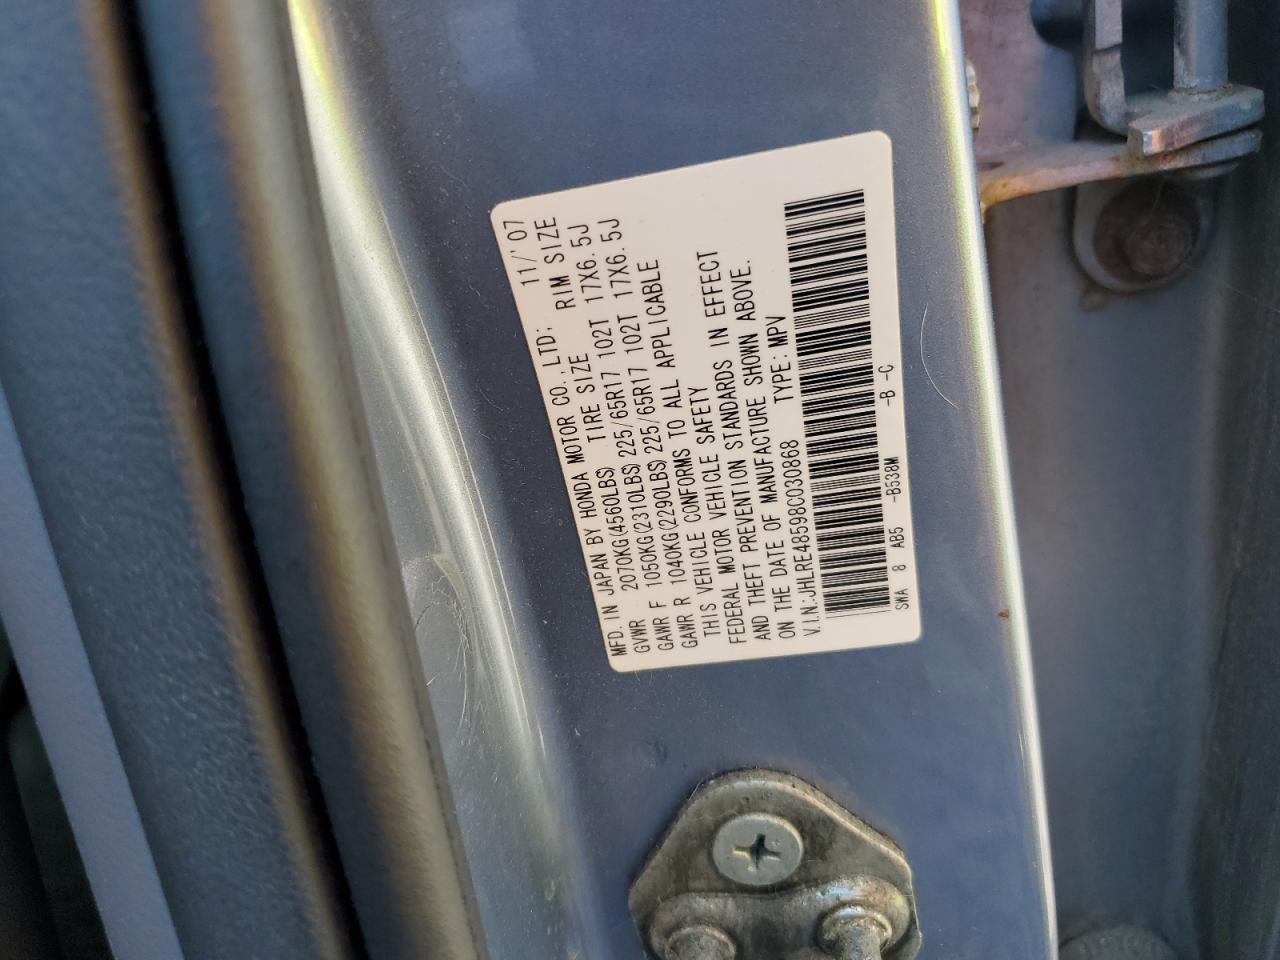 MFD. IN JAPAN BY HONDA MOTOR CO.,LTD: 11/'07
GVWR 2070KG(4560LBS) TIRE SIZE RIM SIZE
GAWR F 1050KG(2310LBS)225/65R17 102T 17X6.5J
GAWR R 1040KG(2290LBS)225/65R17 102T 17X6.5J
THIS VEHICLE CONFORMS TO ALL APPLICABLE
FEDERAL MOTOR VEHICLE SAFETY
AND THEFT PREVENTION STANDARDS IN EFFECT
ON THE DATE OF MANUFACTURE SHOWN ABOVE.
V.I.N.:JHLRE48598C030868 TYPE:MPV
SWA 8 AB5 -B538M -B -C